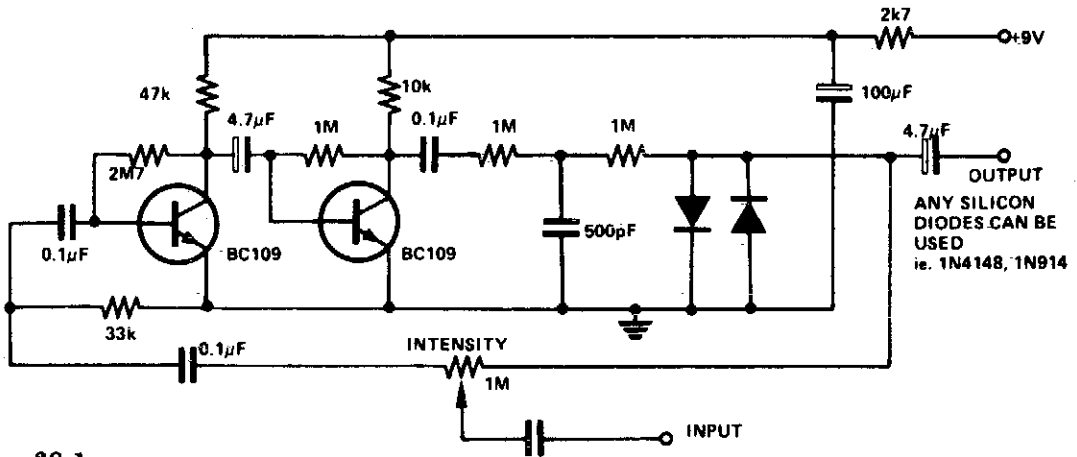 2k7
+9V
47k
10k
100µF
4.7µF
1M
0.1µF
1M
1M
4.7µF
2M7
OUTPUT
ANY SILICON
DIODES CAN BE
USED
ie. 1N4148, 1N914
0.1µF
BC109
BC109
500pF
33k
0.1µF
INTENSITY
1M
INPUT